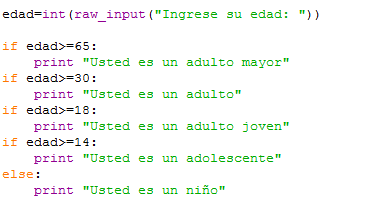 edad=int(raw_input("Ingrese su edad: "))
if edad>=65:
    print "Usted es un adulto mayor"
if edad>=30:
    print "Usted es un adulto"
if edad>=18:
    print "Usted es un adulto joven"
if edad>=14:
    print "Usted es un adolescente"
else:
    print "Usted es un niño"